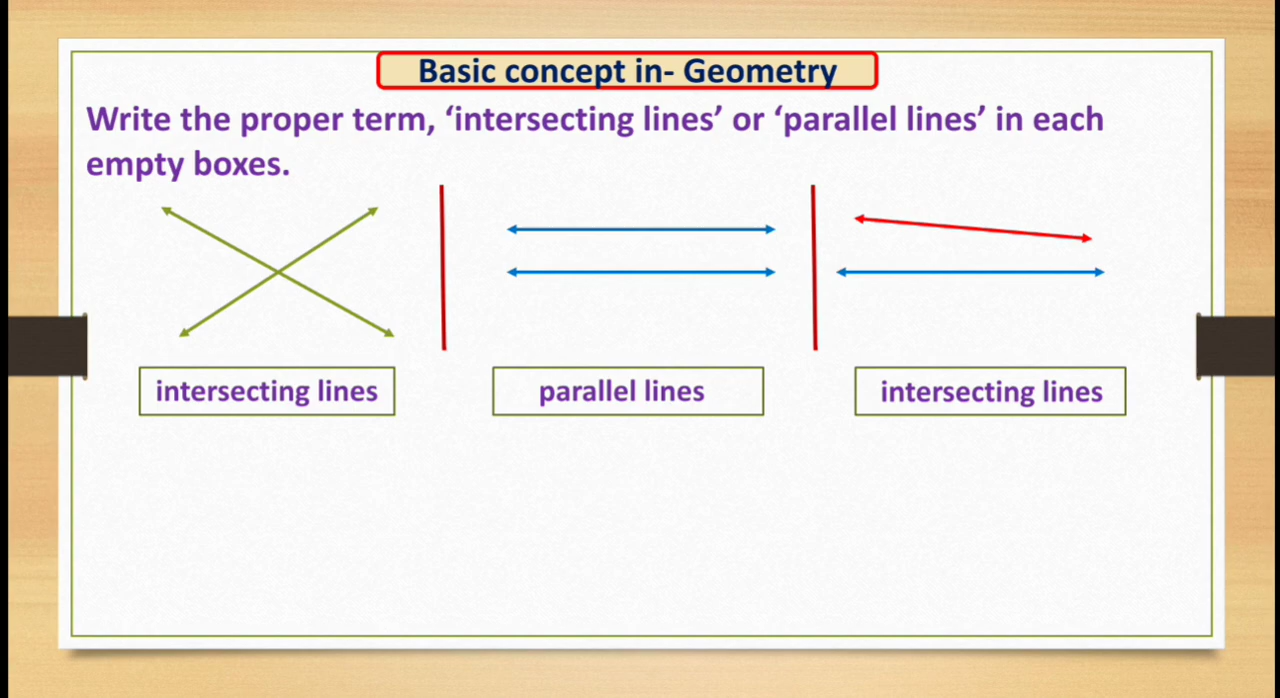 Basic concept in- Geometry
Write the proper term, ‘intersecting lines’ or ‘parallel lines’ in each
empty boxes.
intersecting lines
parallel lines
intersecting lines